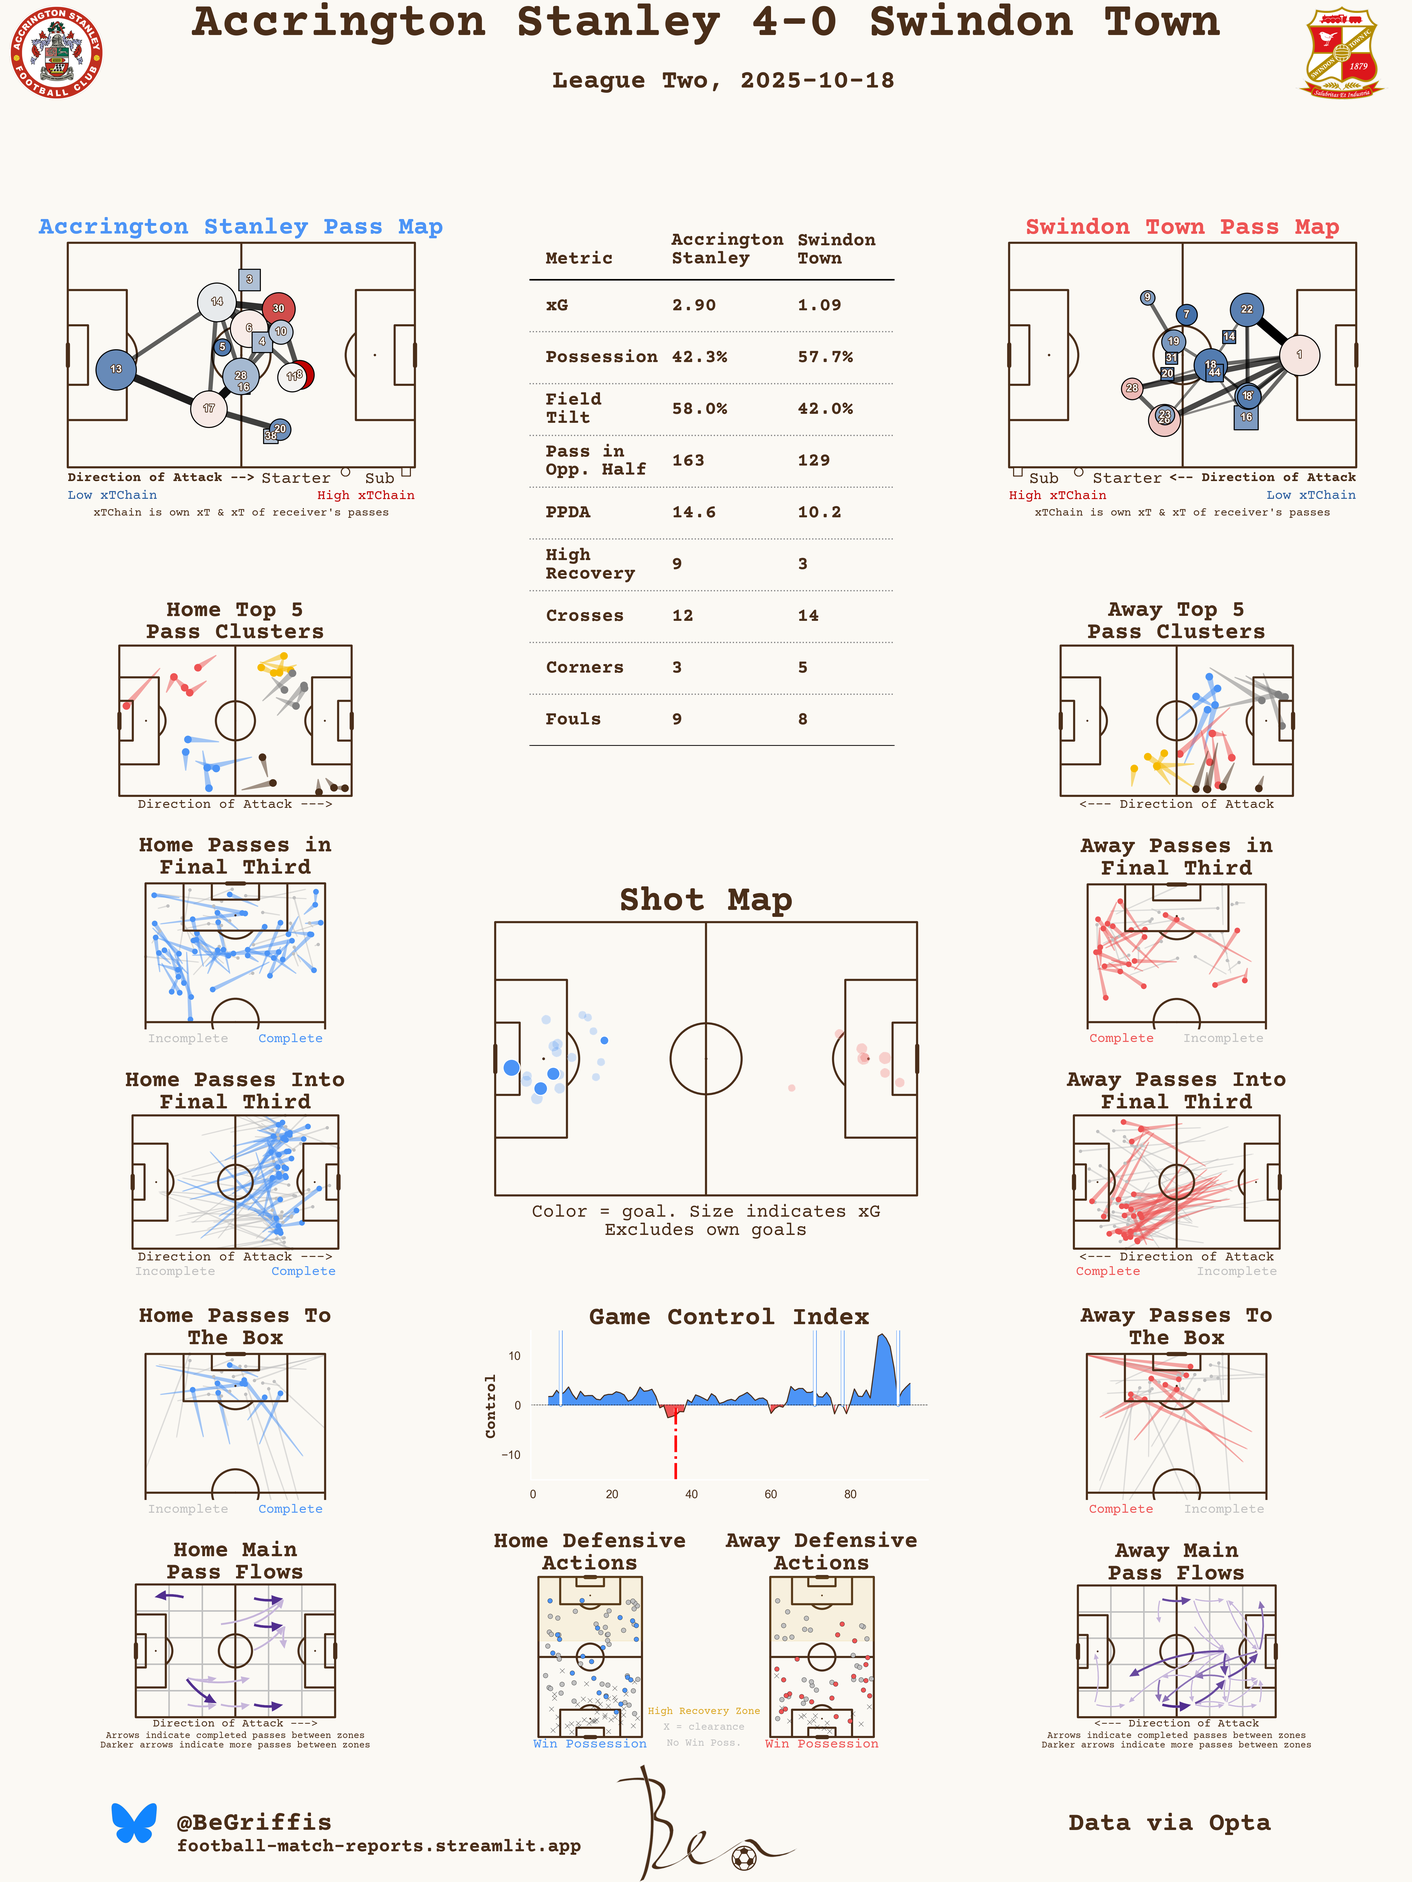 Accrington Stanley 4-0 Swindon Town
League Two, 2025-10-18
ACCRINGTON STANLEY
FOOTBALL CLUB
SWINDON TOWN FC
1879
Salubritas Et Industria
Accrington Stanley Pass Map
3
14
30
6
10
4
5
13
28
16
11
8
17
20
38
Direction of Attack --> Starter Sub
Low xTChain High xTChain
xTChain is own xT & xT of receiver's passes
Metric Accrington Stanley Swindon Town
xG 2.90 1.09
Possession 42.3% 57.7%
Field Tilt 58.0% 42.0%
Pass in Opp. Half 163 129
PPDA 14.6 10.2
High Recovery 9 3
Crosses 12 14
Corners 3 5
Fouls 9 8
Swindon Town Pass Map
9
7
22
19
14
31
1
18
20
44
28
18
23
16
Sub Starter <-- Direction of Attack
High xTChain Low xTChain
xTChain is own xT & xT of receiver's passes
Home Top 5
Pass Clusters
Direction of Attack --->
Away Top 5
Pass Clusters
<--- Direction of Attack
Home Passes in
Final Third
Incomplete Complete
Away Passes in
Final Third
Complete Incomplete
Shot Map
Color = goal. Size indicates xG
Excludes own goals
Home Passes Into
Final Third
Direction of Attack --->
Incomplete Complete
Away Passes Into
Final Third
<--- Direction of Attack
Complete Incomplete
Home Passes To
The Box
Incomplete Complete
Game Control Index
Control
10
0
−10
0 20 40 60 80
Away Passes To
The Box
Complete Incomplete
Home Main
Pass Flows
Direction of Attack --->
Arrows indicate completed passes between zones
Darker arrows indicate more passes between zones
Home Defensive
Actions
Win Possession
High Recovery Zone
X = clearance
No Win Poss.
Away Defensive
Actions
Win Possession
Away Main
Pass Flows
<--- Direction of Attack
Arrows indicate completed passes between zones
Darker arrows indicate more passes between zones
@BeGriffis
football-match-reports.streamlit.app
Ben
Data via Opta